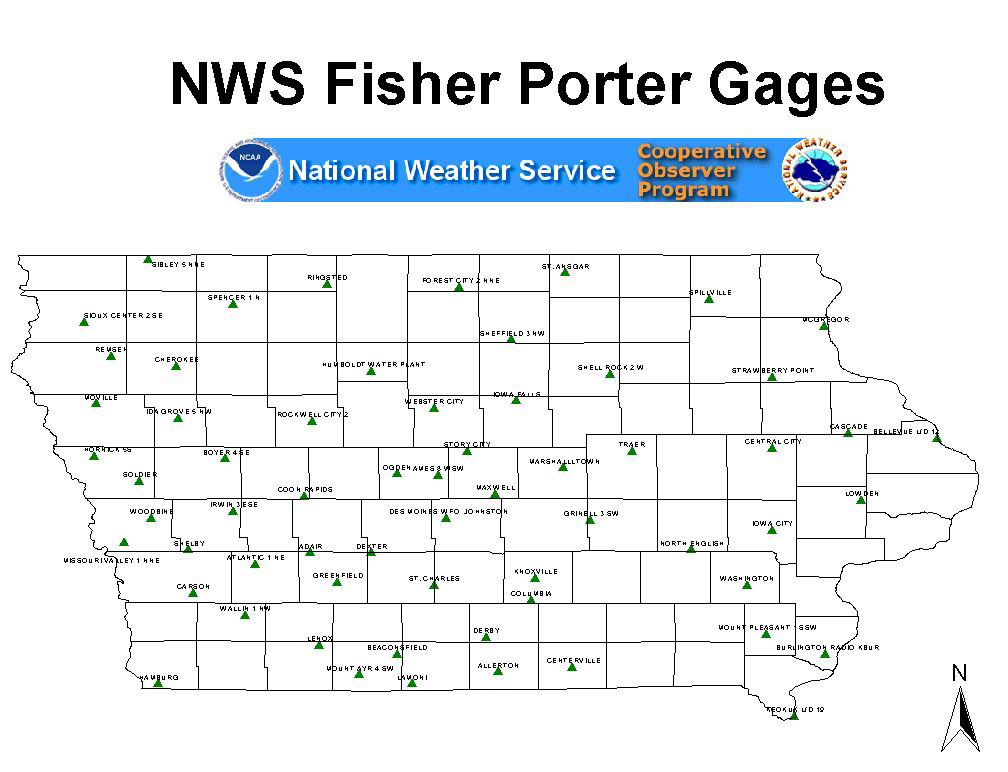 NWS Fisher Porter Gages
NCAA
National Weather Service
Cooperative
Observer
Program
NATIONAL WEATHER SERVICE
SIBLEY 5 NNE
ST. ANSGAR
RINGSTED
FOREST CITY 2 NNE
SPENCER 1 N
SPILLVILLE
SIOUX CENTER 2 SE
MCGREGOR
SHEFFIELD 3 NW
REMSEN
CHEROKEE
HUMBOLDT WATER PLANT
SHELL ROCK 2 W
STRAWBERRY POINT
MOVILLE
IDA GROVE 5 NW
ROCKWELL CITY 2
WEBSTER CITY
IOWA FALLS
CASCADE
BELLEVUE L/D 12
HORNICK 5S
BOYER 4 SE
STORY CITY
TRAER
CENTRAL CITY
SOLDIER
OGDEN
AMES 8 WSW
MARSHALLTOWN
COON RAPIDS
MAXWELL
LOWDEN
WOODBINE
IRWIN 3 ESE
DES MOINES WFO JOHNSTON
GRINELL 3 SW
IOWA CITY
SHELBY
ADAIR
DEXTER
NORTH ENGLISH
MISSOURI VALLEY 1 NNE
ATLANTIC 1 NE
GREENFIELD
ST. CHARLES
KNOXVILLE
WASHINGTON
CARSON
COLUMBIA
WALLIN 1 NW
LENOX
DERBY
MOUNT PLEASANT 1 SSW
BEACONSFIELD
BURLINGTON RADIO KBUR
MOUNT AYR 4 SW
ALLERTON
CENTERVILLE
HAMBURG
LAMONI
KEOKUK L/D 19
N